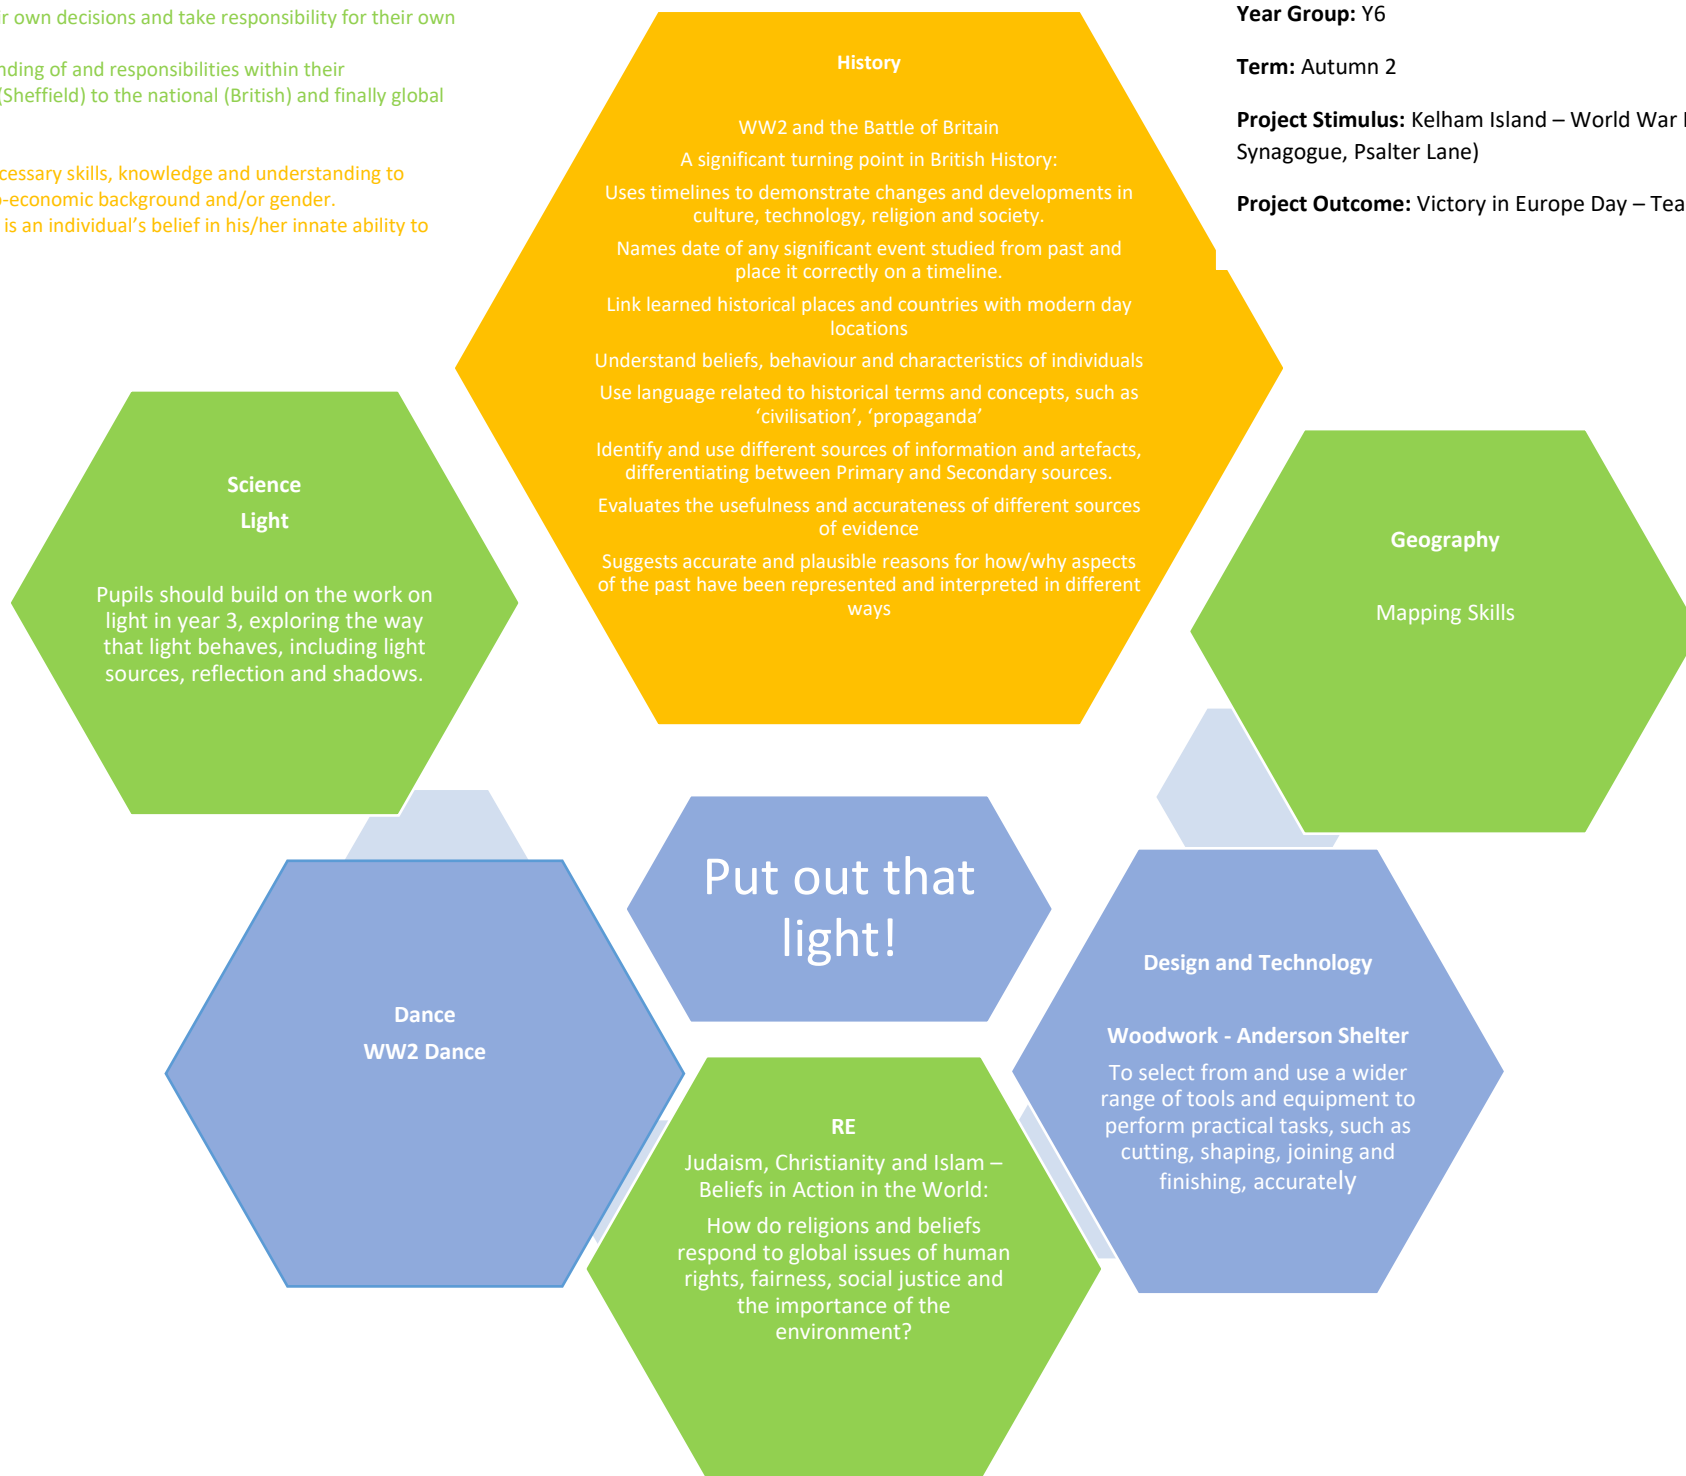 ir own decisions and take responsibility for their own
nding of and responsibilities within their
(Sheffield) to the national (British) and finally global
cessary skills, knowledge and understanding to
o-economic background and/or gender.
is an individual's belief in his/her innate ability to
Year Group: Y6
Term: Autumn 2
Project Stimulus: Kelham Island – World War
Synagogue, Psalter Lane)
Project Outcome: Victory in Europe Day – Tea
History
WW2 and the Battle of Britain
A significant turning point in British History:
Uses timelines to demonstrate changes and developments in
culture, technology, religion and society.
Names date of any significant event studied from past and
place it correctly on a timeline.
Link learned historical places and countries with modern day
locations
Understand beliefs, behaviour and characteristics of individuals
Use language related to historical terms and concepts, such as
‘civilisation’, ‘propaganda’
Identify and use different sources of information and artefacts,
differentiating between Primary and Secondary sources.
Evaluates the usefulness and accurateness of different sources
of evidence
Suggests accurate and plausible reasons for how/why aspects
of the past have been represented and interpreted in different
ways
Science
Light
Pupils should build on the work on
light in year 3, exploring the way
that light behaves, including light
sources, reflection and shadows.
Geography
Mapping Skills
Put out that
light!
Design and Technology
Woodwork - Anderson Shelter
To select from and use a wider
range of tools and equipment to
perform practical tasks, such as
cutting, shaping, joining and
finishing, accurately
Dance
WW2 Dance
RE
Judaism, Christianity and Islam –
Beliefs in Action in the World:
How do religions and beliefs
respond to global issues of human
rights, fairness, social justice and
the importance of the
environment?